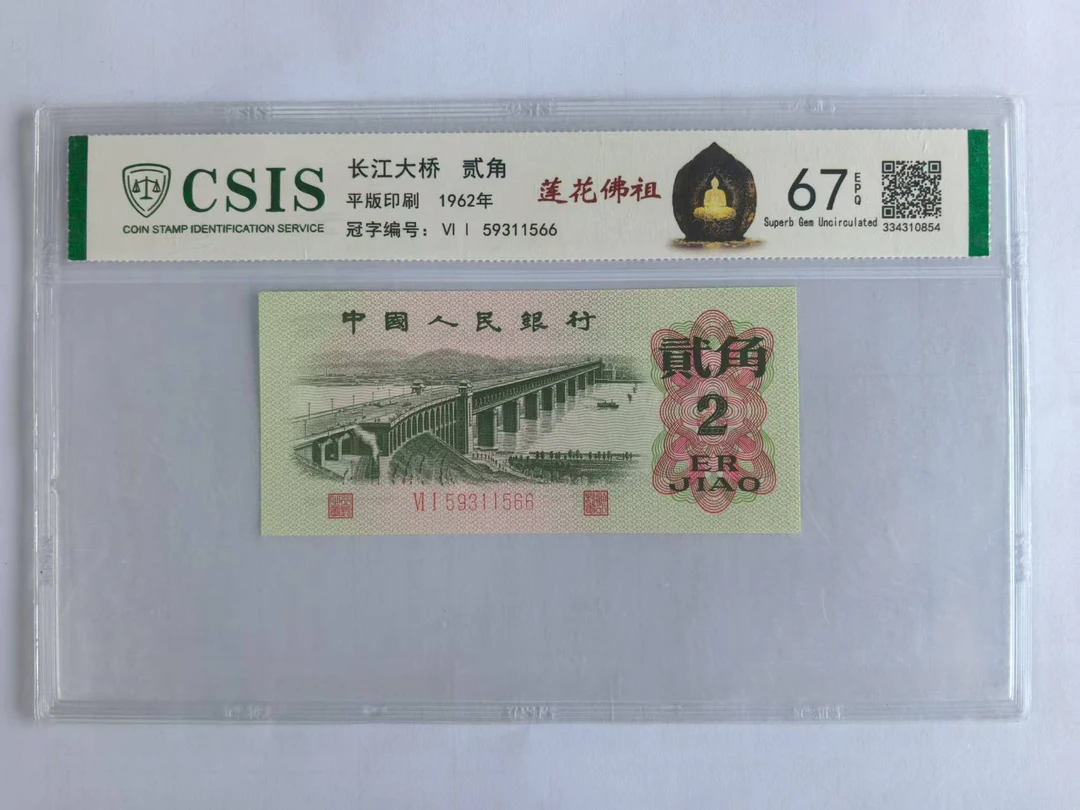 CSIS
COIN STAMP IDENTIFICATION SERVICE
长江大桥 贰角
平版印刷 1962年
冠字编号: VI I 59311566
莲花佛祖
67
EPQ
Superb Gem Uncirculated
334310854
中國人民銀行
貳角
2
ER
JIAO
VI I 59311566